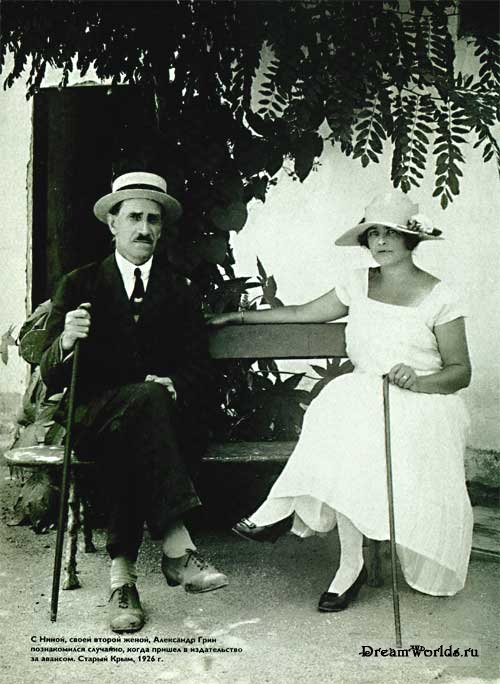 С Ниной, своей второй женой, Александр Грин
познакомился случайно, когда пришел в издательство
за авансом. Старый Крым, 1926 г.
DreamWorlds.ru